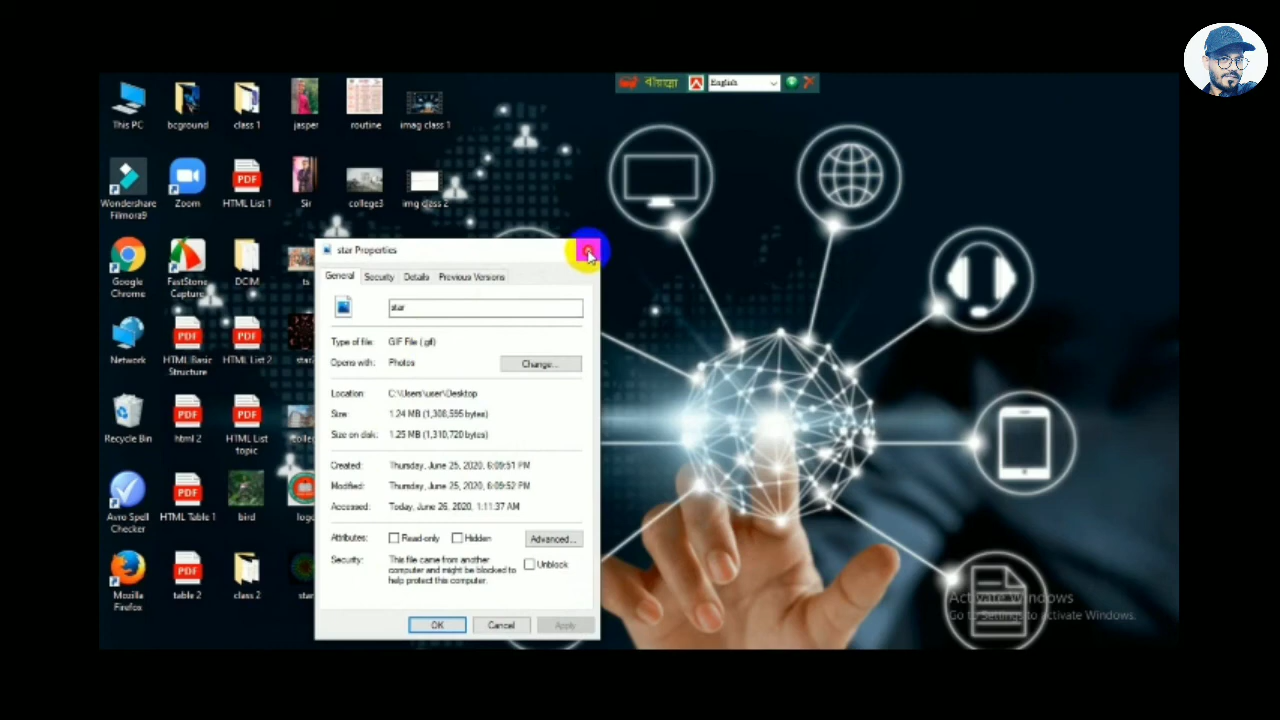 বাংলা
English
This PC
bcground
class 1
jasper
routine
imag class 1
Wondershare
Filmora9
Zoom
PDF
HTML List 1
Sir
college3
img class 2
Google
Chrome
FastStone
Capture
DCIM
ts
Network
PDF
HTML Basic
Structure
PDF
HTML List 2
Recycle Bin
PDF
html 2
PDF
HTML List
topic
Avro Spell
Checker
PDF
HTML Table 1
bird
Mozilla
Firefox
PDF
table 2
class 2
star Properties
General
Security
Details
Previous Versions
star
Type of file:
GIF File (.gif)
Opens with:
Photos
Change...
Location:
C:\Users\user\Desktop
Size:
1.24 MB (1,308,595 bytes)
Size on disk:
1.25 MB (1,310,720 bytes)
Created:
Thursday, June 25, 2020, 6:09:51 PM
Modified:
Thursday, June 25, 2020, 6:09:52 PM
Accessed:
Today, June 26, 2020, 1:11:37 AM
Attributes:
Read-only
Hidden
Advanced...
Security:
This file came from another
computer and might be blocked to
help protect this computer.
Unblock
OK
Cancel
Apply
Activate Windows
Go to Settings to activate Windows.